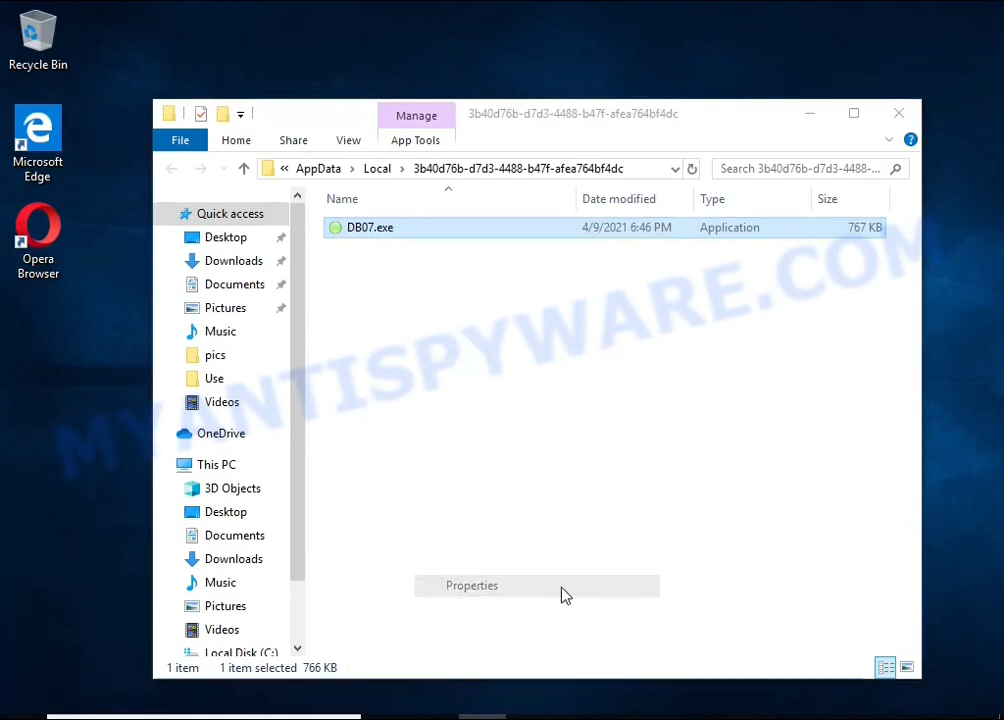 Recycle Bin
Microsoft
Edge
Opera
Browser
Manage
3b40d76b-d7d3-4488-b47f-afea764bf4dc
File
Home
Share
View
App Tools
« AppData > Local > 3b40d76b-d7d3-4488-b47f-afea764bf4dc
Search 3b40d76b-d7d3-4488-...
Name
Date modified
Type
Size
DB07.exe
4/9/2021 6:46 PM
Application
767 KB
Quick access
Desktop
Downloads
Documents
Pictures
Music
pics
Use
Videos
OneDrive
This PC
3D Objects
Desktop
Documents
Downloads
Music
Pictures
Videos
Local Disk (C:)
Properties
1 item
1 item selected 766 KB
MYANTISPYWARE.COM